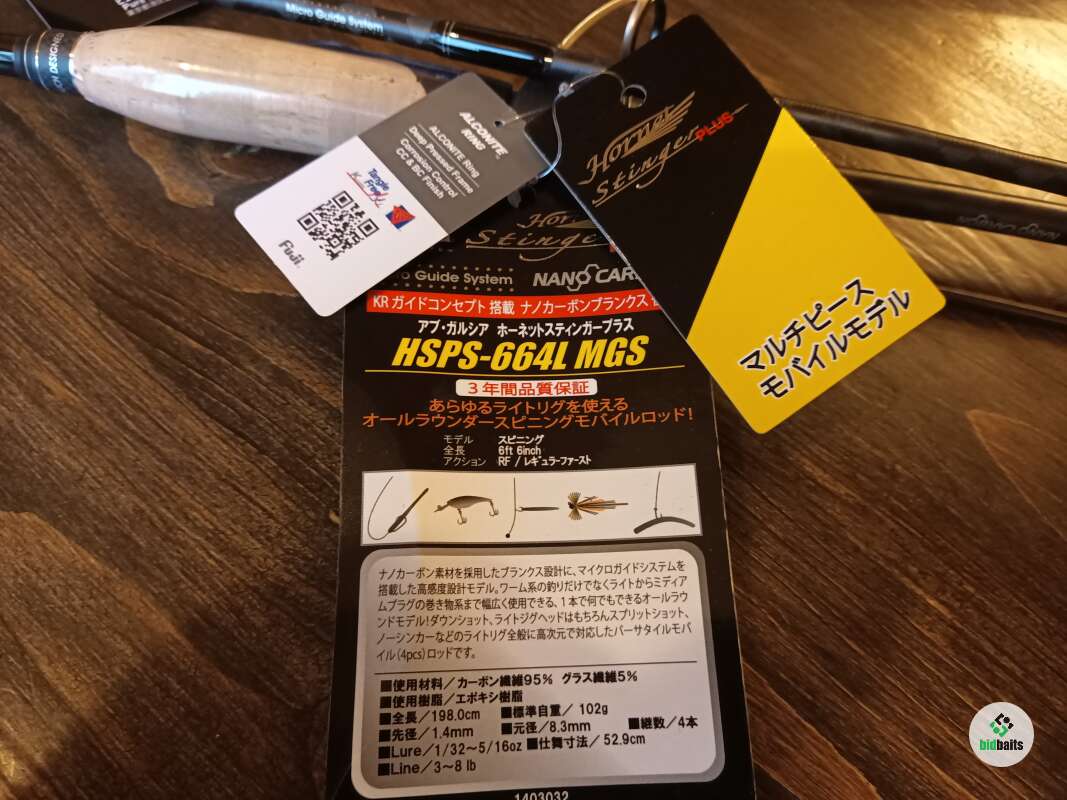 Micro Guide System
CH DESIGNED
ALCONITE
RING
ALCONITE Ring
Deep Pressed Frame
Corrosion Control
CC & BC Finish
Tangle
Free
Fuji
Hornet
Stinger
PLUS
マルチピース
モバイルモデル
Hor
Stinger
ro Guide System
NANO CAR
KR ガイドコンセプト 搭載 ナノカーボンブランクス
アブ・ガルシア ホーネットスティンガープラス
HSPS-664L MGS
3年間品質保証
あらゆるライトリグを使える
オールラウンダースピニングモバイルロッド!
モデル スピニング
全長 6ft 6inch
アクション RF / レギュラーファースト
ナノカーボン素材を採用したブランクス設計に、マイクロガイドシステムを
搭載した高感度設計モデル。ワーム系の釣りだけでなくライトからミディア
ムプラグの巻き物系まで幅広く使用できる、1本で何でもできるオールラウ
ンドモデル!ダウンショット、ライトジグヘッドはもちろんスプリットショット、
ノーシンカーなどのライトリグ全般に高次元で対応したバーサタイルモバ
イル(4pcs)ロッドです。
■使用材料/カーボン繊維95% グラス繊維5%
■使用樹脂/エポキシ樹脂
■全長/198.0cm ■標準自重/102g
■先径/1.4mm ■元径/8.3mm ■継数/4本
■Lure/1/32~5/16oz ■仕舞寸法/52.9cm
■Line/3~8 lb
1403032
bidbaits